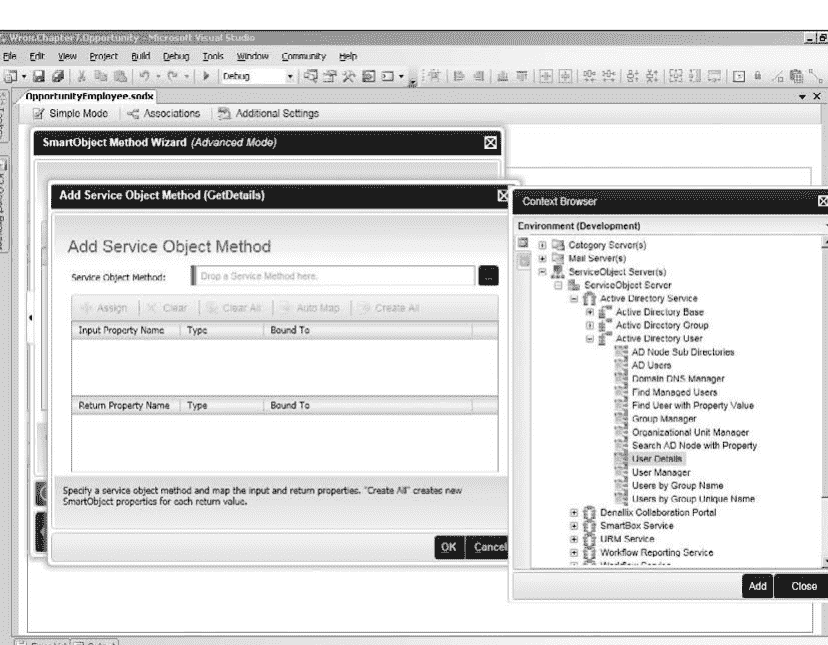 Wrox.Chapter7.Opportunity - Microsoft Visual Studio
File Edit View Project Build Debug Tools Window Community Help
Debug
OpportunityEmployee.sodx
Simple Mode Associations Additional Settings
SmartObject Method Wizard (Advanced Mode)
Add Service Object Method (GetDetails)
Add Service Object Method
Service Object Method: Drop a Service Method here. ...
Assign Clear Clear All Auto Map Create All
Input Property Name Type Bound To
Return Property Name Type Bound To
Specify a service object method and map the input and return properties. "Create All" creates new
SmartObject properties for each return value.
OK Cancel
Context Browser
Environment (Development)
Category Server(s)
Mail Server(s)
ServiceObject Server(s)
ServiceObject Server
Active Directory Service
Active Directory Base
Active Directory Group
Active Directory User
AD Node Sub Directories
AD Users
Domain DNS Manager
Find Managed Users
Find User with Property Value
Group Manager
Organizational Unit Manager
Search AD Node with Property
User Details
User Manager
Users by Group Name
Users by Group Unique Name
Denallix Collaboration Portal
SmartBox Service
URM Service
Workflow Reporting Service
Workflow Service
Add Close